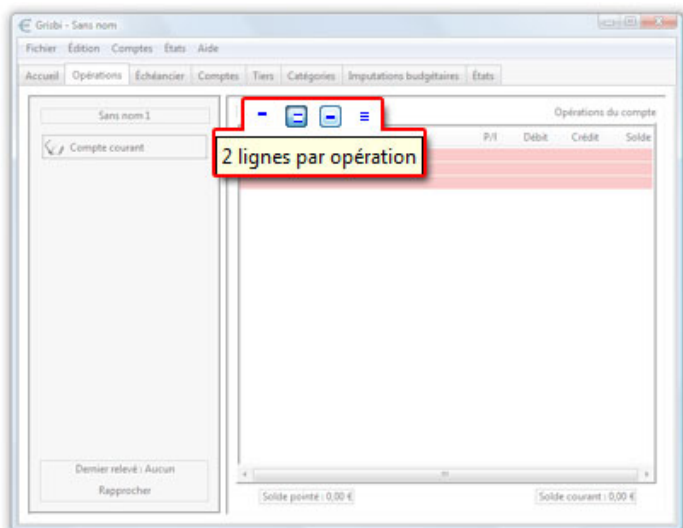 Grisbi - Sans nom
Fichier Édition Comptes États Aide
Accueil Opérations Échéancier Comptes Tiers Catégories Imputations budgétaires États
Sans nom 1
Opérations du compte
Compte courant
P/I Débit Crédit Solde
2 lignes par opération
Dernier relevé : Aucun
Rapprocher
Solde pointé : 0,00 €
Solde courant : 0,00 €